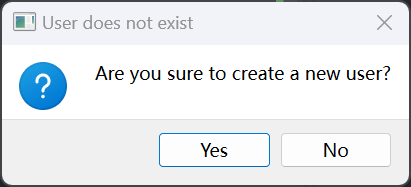 User does not exist
Are you sure to create a new user?
Yes
No